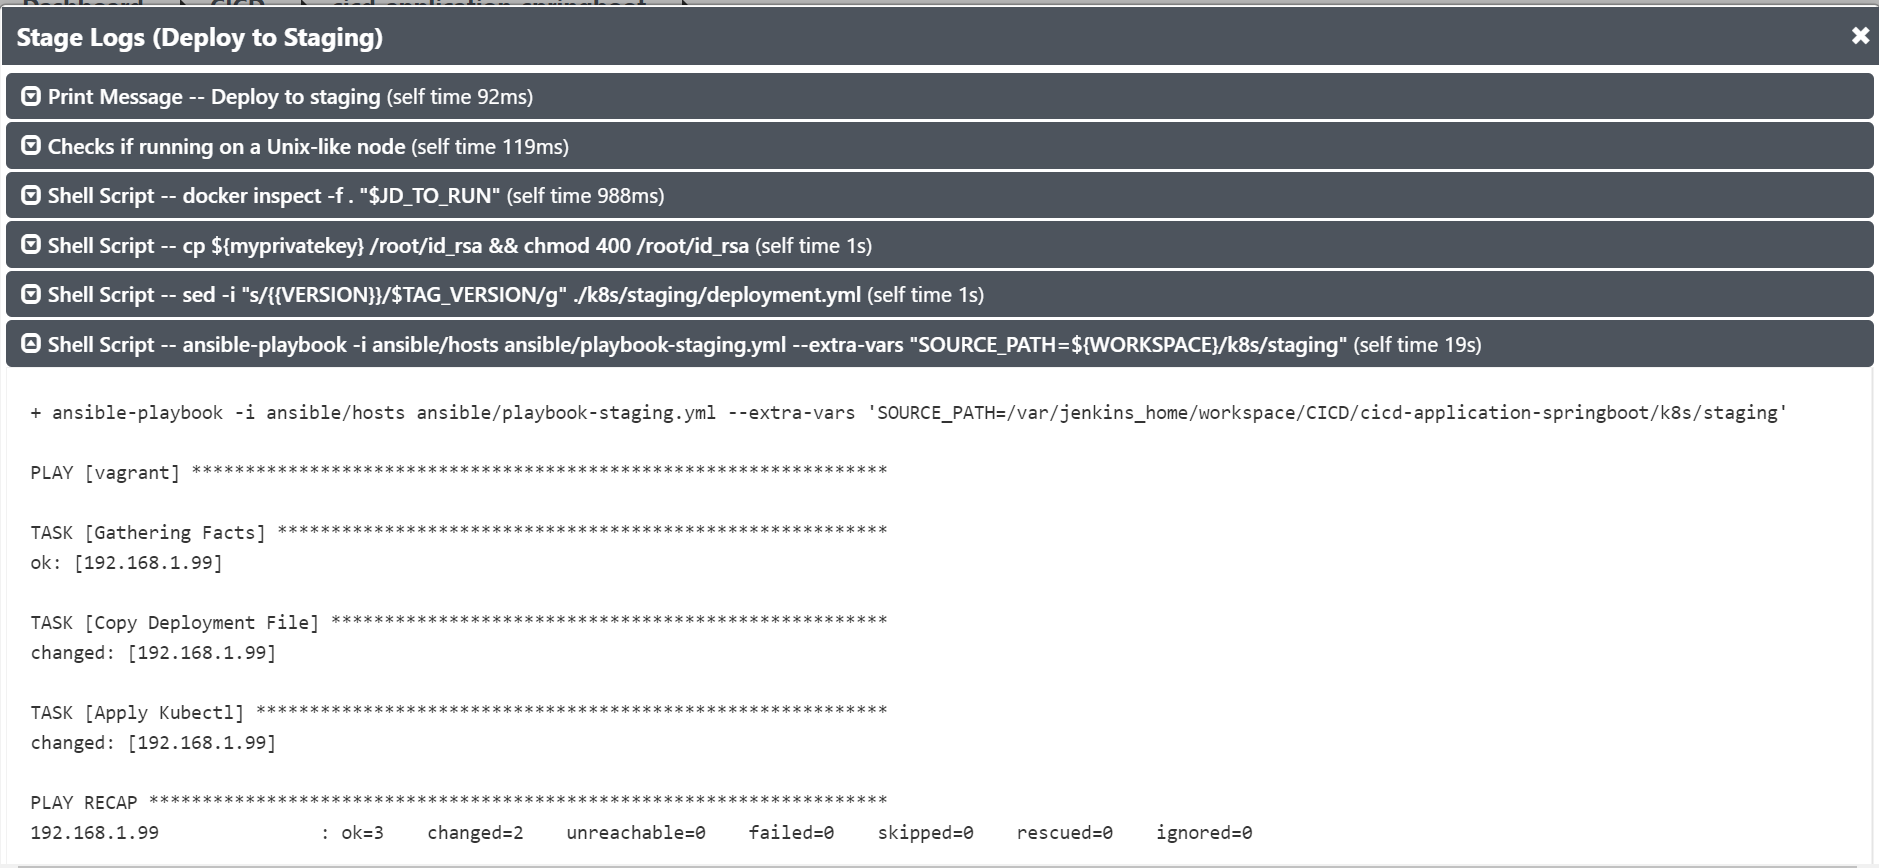 Dashboard CICD cicd-application-springboot
Stage Logs (Deploy to Staging)
Print Message -- Deploy to staging (self time 92ms)
Checks if running on a Unix-like node (self time 119ms)
Shell Script -- docker inspect -f . "$JD_TO_RUN" (self time 988ms)
Shell Script -- cp ${myprivatekey} /root/id_rsa && chmod 400 /root/id_rsa (self time 1s)
Shell Script -- sed -i "s/{{VERSION}}/$TAG_VERSION/g" ./k8s/staging/deployment.yml (self time 1s)
Shell Script -- ansible-playbook -i ansible/hosts ansible/playbook-staging.yml --extra-vars "SOURCE_PATH=${WORKSPACE}/k8s/staging" (self time 19s)
+ ansible-playbook -i ansible/hosts ansible/playbook-staging.yml --extra-vars 'SOURCE_PATH=/var/jenkins_home/workspace/CICD/cicd-application-springboot/k8s/staging'
PLAY [vagrant] *****************************************************************
TASK [Gathering Facts] *********************************************************
ok: [192.168.1.99]
TASK [Copy Deployment File] ****************************************************
changed: [192.168.1.99]
TASK [Apply Kubectl] ***********************************************************
changed: [192.168.1.99]
PLAY RECAP *********************************************************************
192.168.1.99 : ok=3 changed=2 unreachable=0 failed=0 skipped=0 rescued=0 ignored=0